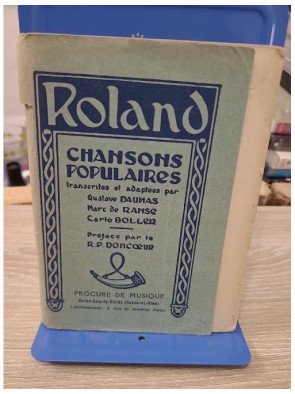 Roland
CHANSONS
POPULAIRES
transcrites et adaptées par
Gustave DAUMAS
Marc de RANSE
Carlo BOLLER
Préface par le
R.P. DONCŒUR
PROCURE DE MUSIQUE
Saint-Leu-la-Forêt (Seine-et-Oise)